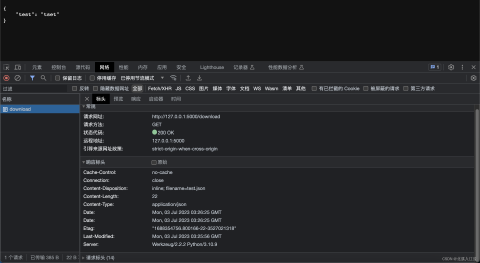 {
"test": "test"
}
元素 控制台 源代码 网络 性能 内存 应用 安全 Lighthouse 记录器 性能数据分析
保留日志 停用缓存 已停用节流模式
过滤 反转 隐藏数据网址 全部 Fetch/XHR JS CSS 图片 媒体 字体 文档 WS Wasm 清单 其他 有已拦截的 Cookie 被屏蔽的请求 第三方请求
名称 标头 预览 响应 启动器 时间
download
常规
请求网址: http://127.0.0.1:5000/download
请求方法: GET
状态代码: 200 OK
远程地址: 127.0.0.1:5000
引荐来源网址政策: strict-origin-when-cross-origin
响应标头 原始
Cache-Control: no-cache
Connection: close
Content-Disposition: inline; filename=test.json
Content-Length: 22
Content-Type: application/json
Date: Mon, 03 Jul 2023 03:26:25 GMT
Date: Mon, 03 Jul 2023 03:26:25 GMT
Etag: "1688354756.800166-22-3527021318"
Last-Modified: Mon, 03 Jul 2023 03:25:56 GMT
Server: Werkzeug/2.2.2 Python/3.10.9
请求标头 (14)
1 个请求 已传输 385 B 22 B